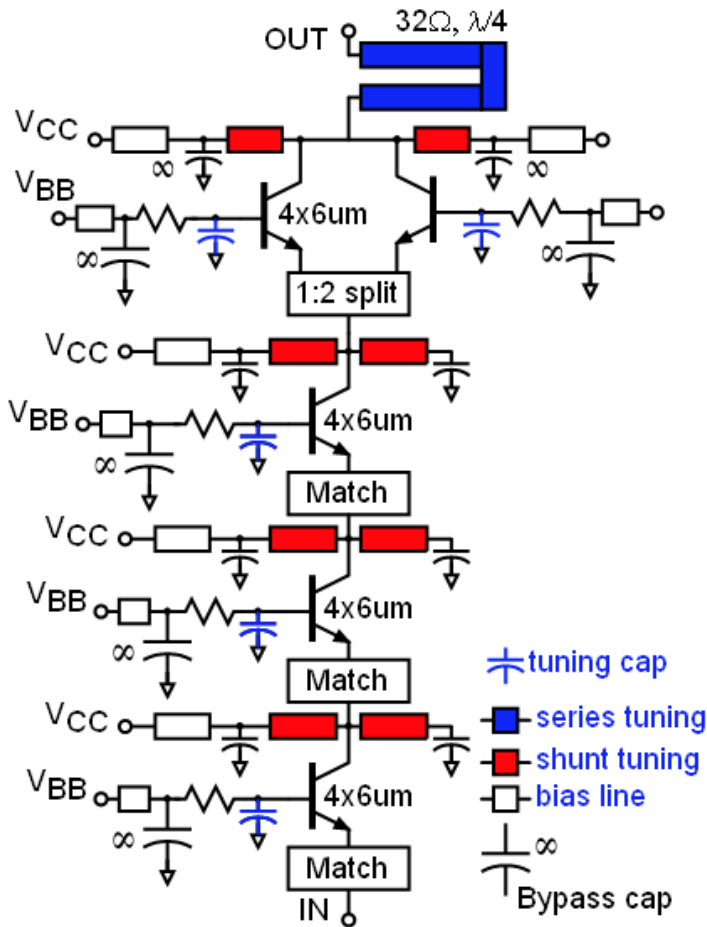 32Ω, λ/4
OUT
VCC
∞
∞
VBB
4x6um
∞
∞
1:2 split
VCC
VBB
4x6um
∞
Match
VCC
VBB
4x6um
∞
Match
tuning cap
series tuning
VCC
shunt tuning
VBB
4x6um
bias line
∞
∞
Match
Bypass cap
IN